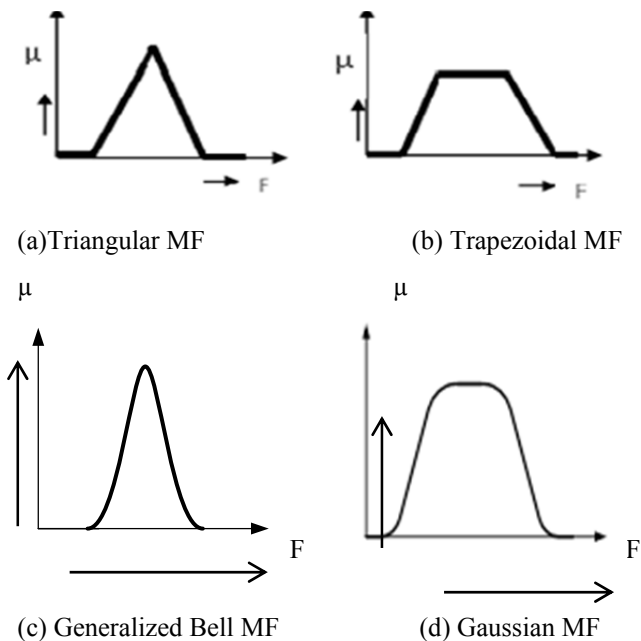 μ μ
F F
(a)Triangular MF (b) Trapezoidal MF
μ μ
F F
(c) Generalized Bell MF (d) Gaussian MF